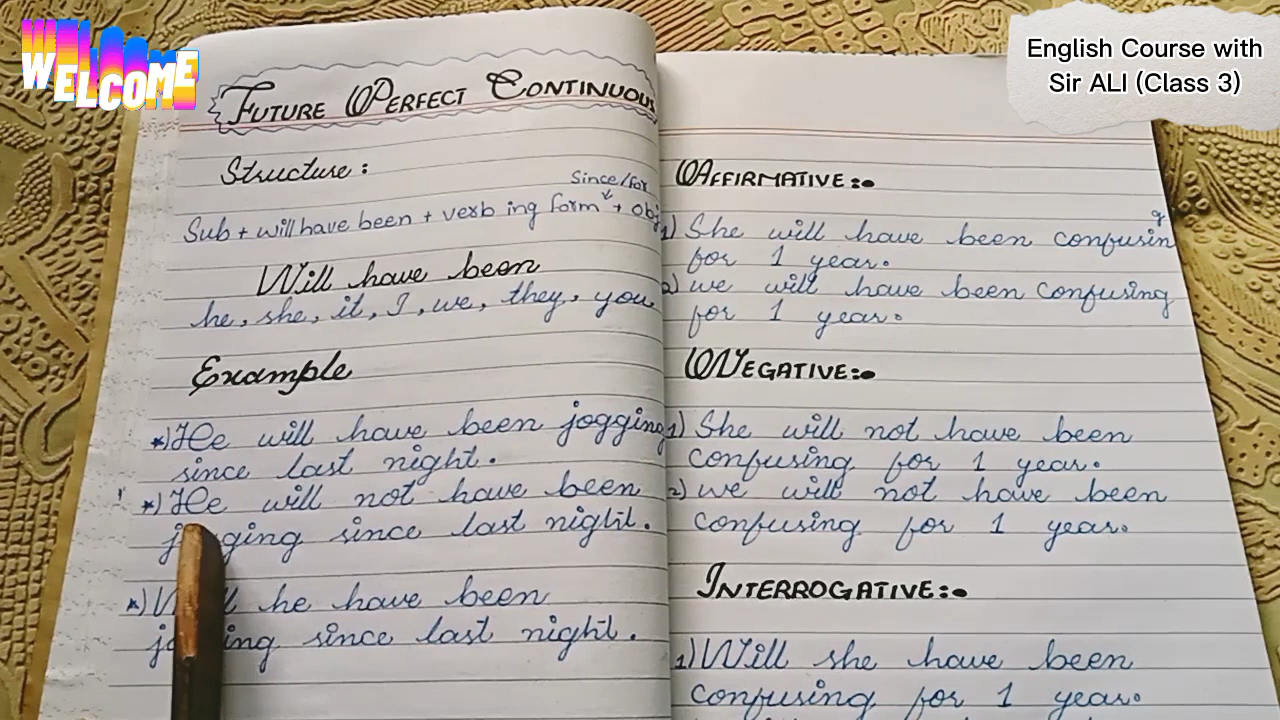 WELCOME
English Course with
Sir ALI (Class 3)
FUTURE PERFECT CONTINUOUS
Structure:
Since/for
Sub + will have been + verb ing form + obj
Will have been
he, she, it, I, we, they, you.
Example
*) He will have been jogging
since last night.
*) He will not have been
jogging since last night.
*) he have been
since last night.
AFFIRMATIVE:
1) She will have been confusing
for 1 year.
2) we will have been confusing
for 1 year.
NEGATIVE:
1) She will not have been
confusing for 1 year.
2) we will not have been
confusing for 1 year.
INTERROGATIVE:
1) Will she have been
confusing for 1 year.